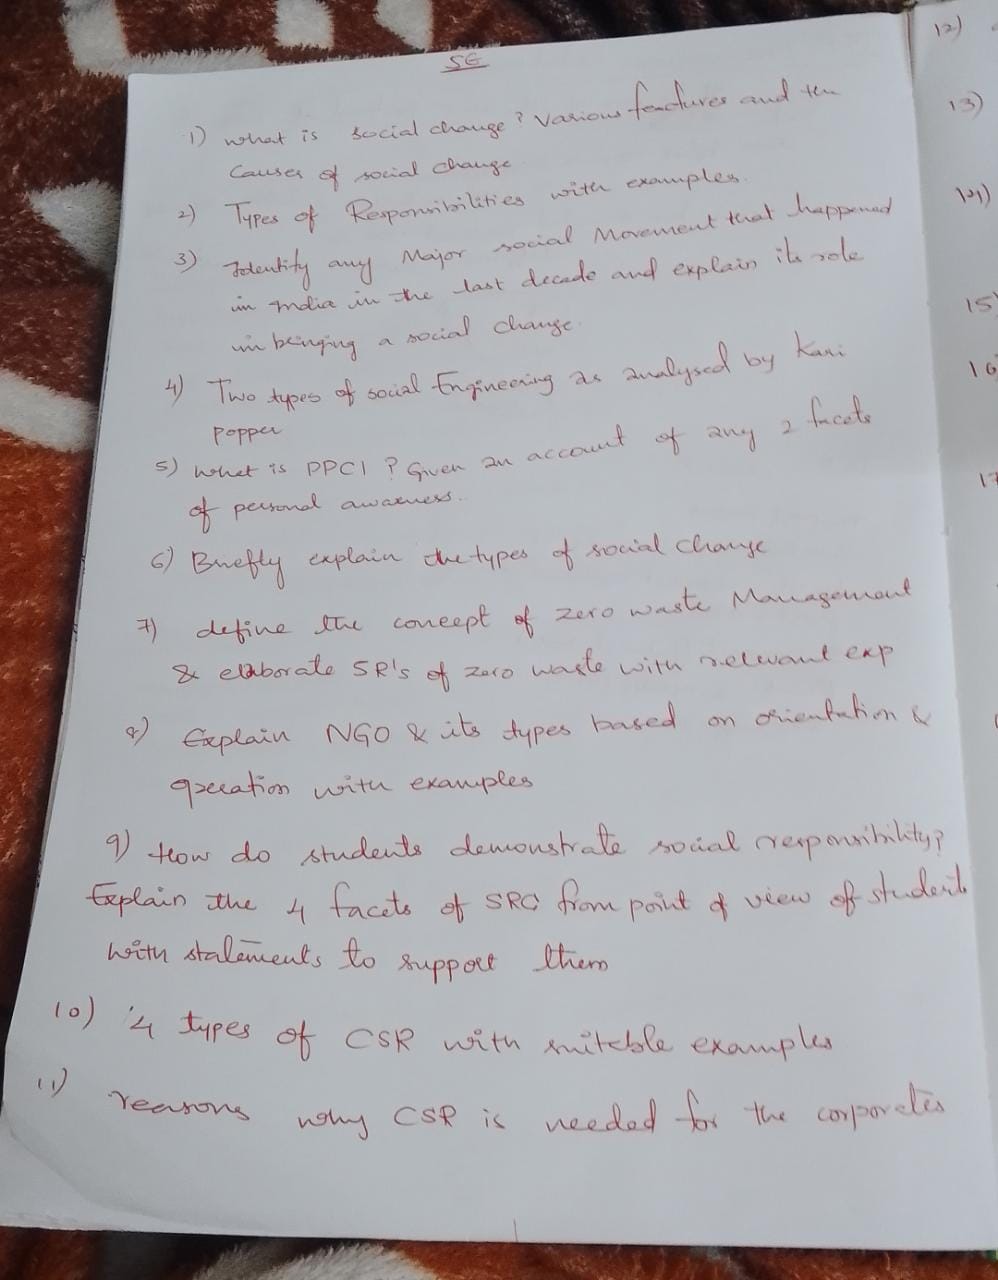 SE
1) what is social change? Various features and the
Causes of social change
2) Types of Responsibilities with examples.
3) Identify any Major social Movement that happened
in India in the last decade and explain its role
in bringing a social change.
4) Two types of social Engineering as analysed by Kari
popper
5) what is PPCI? Given an account of any 2 facets
of personal awarness..
6) Briefly explain the types of social change
7) define the concept of zero waste Management
& elaborate 5R's of zero waste with relevant exp
8) Explain NGO & its types based on orientation &
operation with examples
9) How do students demonstrate social responsibility?
Explain the 4 facets of SRC from point of view of student
with statements to support them
10) 4 types of CSR with suiteble examples
11) reasons why CSR is needed for the corporates
12)
13)
14)
15)
16
17